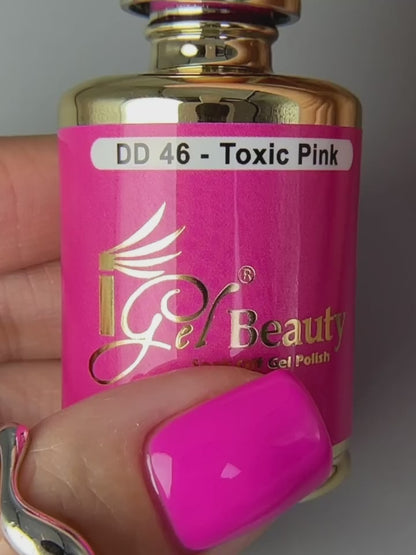 DD 46 - Toxic Pink
iGel® Beauty
Gel Polish